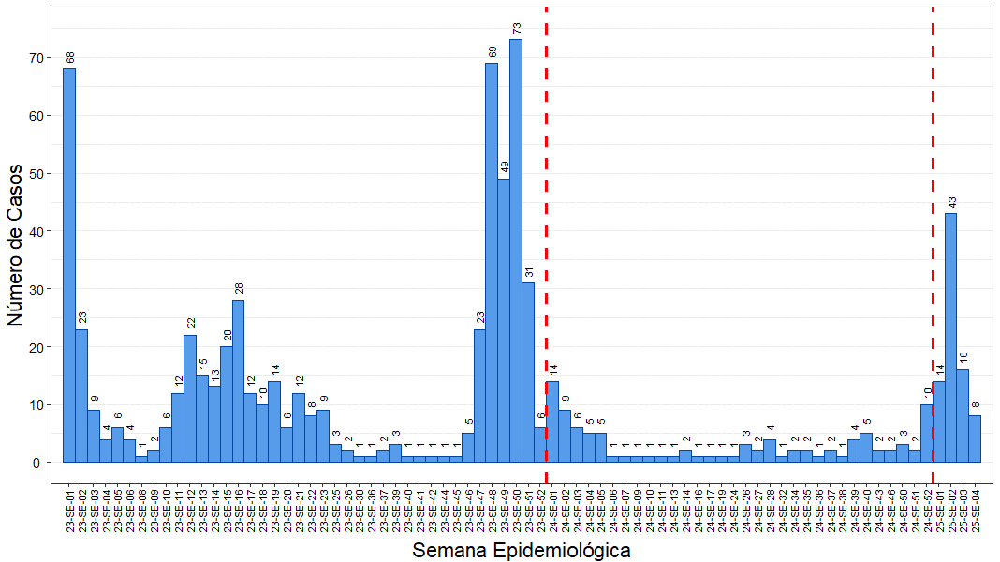 Número de Casos
70
60
50
40
30
20
10
0
68
23
9
4
6
4
1
2
6
12
22
15
13
20
28
12
10
14
6
12
8
9
3
2
1
1
2
3
1
1
1
1
1
5
23
69
49
73
31
6
14
9
6
5
5
1
1
1
1
1
1
2
1
1
1
1
3
2
4
1
2
2
1
2
1
4
5
2
2
3
2
10
14
43
16
8
23-SE-01
23-SE-02
23-SE-03
23-SE-04
23-SE-05
23-SE-06
23-SE-08
23-SE-09
23-SE-10
23-SE-11
23-SE-12
23-SE-13
23-SE-14
23-SE-15
23-SE-16
23-SE-17
23-SE-18
23-SE-19
23-SE-20
23-SE-21
23-SE-22
23-SE-23
23-SE-25
23-SE-26
23-SE-30
23-SE-36
23-SE-37
23-SE-39
23-SE-40
23-SE-41
23-SE-42
23-SE-44
23-SE-45
23-SE-46
23-SE-47
23-SE-48
23-SE-49
23-SE-50
23-SE-51
23-SE-52
24-SE-01
24-SE-02
24-SE-03
24-SE-04
24-SE-05
24-SE-06
24-SE-07
24-SE-09
24-SE-10
24-SE-11
24-SE-13
24-SE-14
24-SE-16
24-SE-17
24-SE-19
24-SE-24
24-SE-26
24-SE-27
24-SE-28
24-SE-32
24-SE-34
24-SE-35
24-SE-36
24-SE-37
24-SE-38
24-SE-39
24-SE-40
24-SE-43
24-SE-46
24-SE-50
24-SE-51
24-SE-52
25-SE-01
25-SE-02
25-SE-03
25-SE-04
Semana Epidemiológica